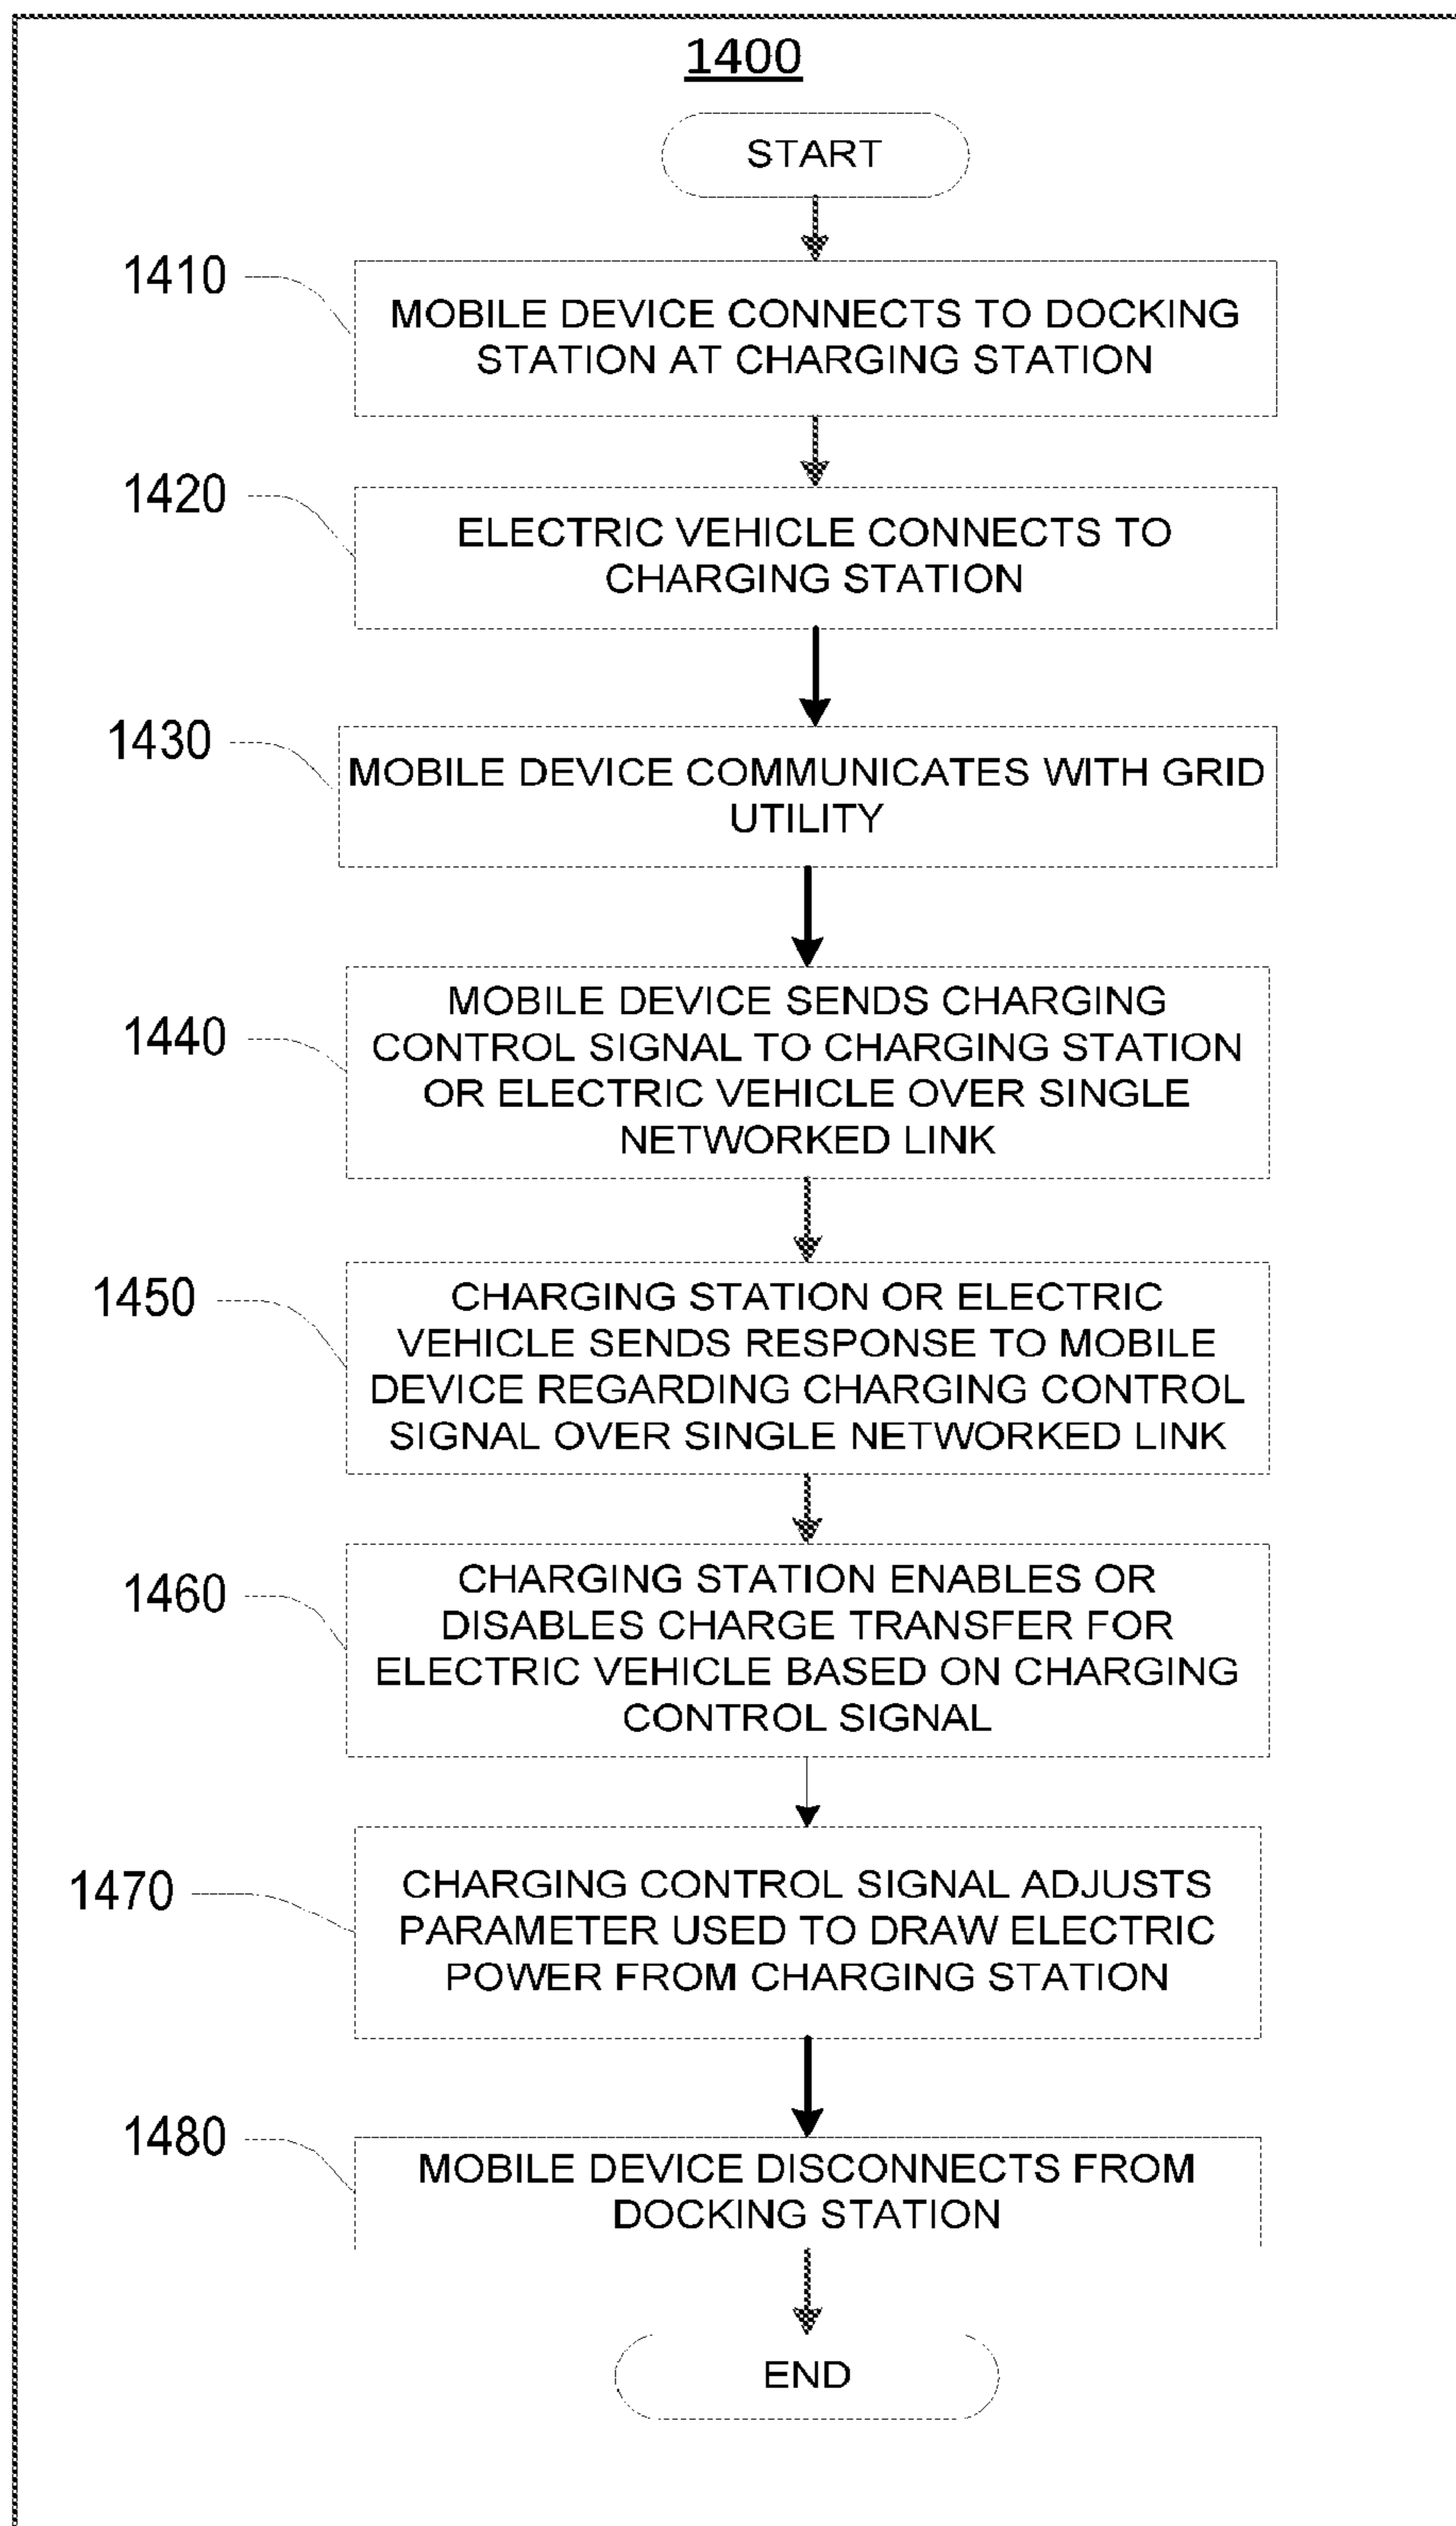 1400
START
1410
MOBILE DEVICE CONNECTS TO DOCKING
STATION AT CHARGING STATION
1420
ELECTRIC VEHICLE CONNECTS TO
CHARGING STATION
1430
MOBILE DEVICE COMMUNICATES WITH GRID
UTILITY
1440
MOBILE DEVICE SENDS CHARGING
CONTROL SIGNAL TO CHARGING STATION
OR ELECTRIC VEHICLE OVER SINGLE
NETWORKED LINK
1450
CHARGING STATION OR ELECTRIC
VEHICLE SENDS RESPONSE TO MOBILE
DEVICE REGARDING CHARGING CONTROL
SIGNAL OVER SINGLE NETWORKED LINK
1460
CHARGING STATION ENABLES OR
DISABLES CHARGE TRANSFER FOR
ELECTRIC VEHICLE BASED ON CHARGING
CONTROL SIGNAL
1470
CHARGING CONTROL SIGNAL ADJUSTS
PARAMETER USED TO DRAW ELECTRIC
POWER FROM CHARGING STATION
1480
MOBILE DEVICE DISCONNECTS FROM
DOCKING STATION
END